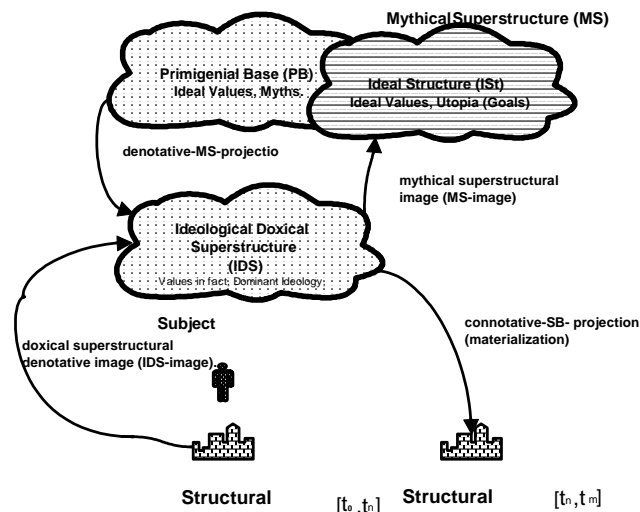 Mythical Superstructure (MS)
Primigenial Base (PB)
Ideal Values, Myths.
Ideal Structure (ISt)
Ideal Values, Utopia (Goals)
denotative-MS-projectio
mythical superstructural
image (MS-image)
Ideological Doxical
Superstructure
(IDS)
Values in fact, Dominant Ideology
Subject
doxical superstructural
denotative image (IDS-image).
connotative-SB- projection
(materialization)
Structural [t₀,tₙ] Structural [tₙ,tₘ]